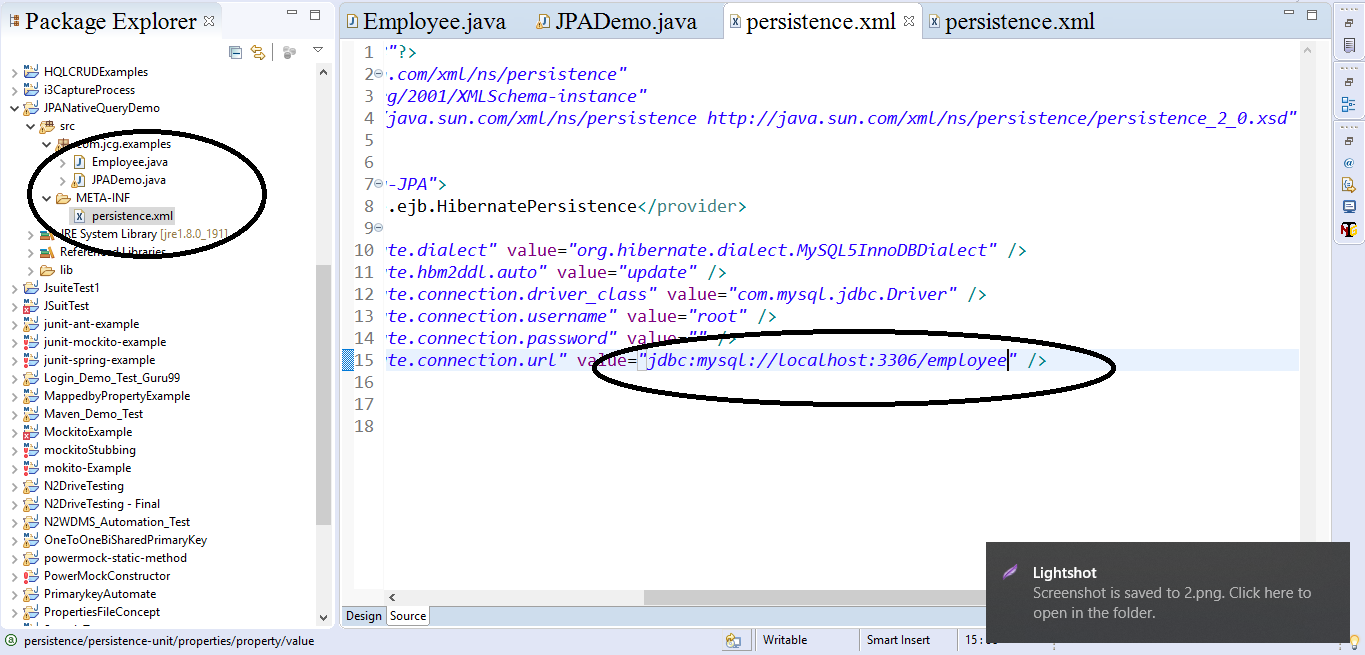 Package Explorer
HQLCRUDExamples
i3CaptureProcess
JPANativeQueryDemo
src
com.jcg.examples
Employee.java
JPADemo.java
META-INF
persistence.xml
JRE System Library [jre1.8.0_191]
Referenced Libraries
lib
JsuiteTest1
JSuitTest
junit-ant-example
junit-mockito-example
junit-spring-example
Login_Demo_Test_Guru99
MappedbyPropertyExample
Maven_Demo_Test
MockitoExample
mockitoStubbing
mokito-Example
N2DriveTesting
N2DriveTesting - Final
N2WDMS_Automation_Test
OneToOneBiSharedPrimaryKey
powermock-static-method
PowerMockConstructor
PrimarykeyAutomate
PropertiesFileConcept
Employee.java JPADemo.java persistence.xml persistence.xml
1 "?>
2 .com/xml/ns/persistence"
3 rg/2001/XMLSchema-instance"
4 /java.sun.com/xml/ns/persistence http://java.sun.com/xml/ns/persistence/persistence_2_0.xsd"
5
6
7 -JPA">
8 .ejb.HibernatePersistence</provider>
9
10 te.dialect" value="org.hibernate.dialect.MySQL5InnoDBDialect" />
11 te.hbm2ddl.auto" value="update" />
12 te.connection.driver_class" value="com.mysql.jdbc.Driver" />
13 te.connection.username" value="root" />
14 te.connection.password" value="" />
15 te.connection.url" value="jdbc:mysql://localhost:3306/employee" />
16
17
18
Design Source
Lightshot
Screenshot is saved to 2.png. Click here to
open in the folder.
persistence/persistence-unit/properties/property/value
Writable
Smart Insert
15 :